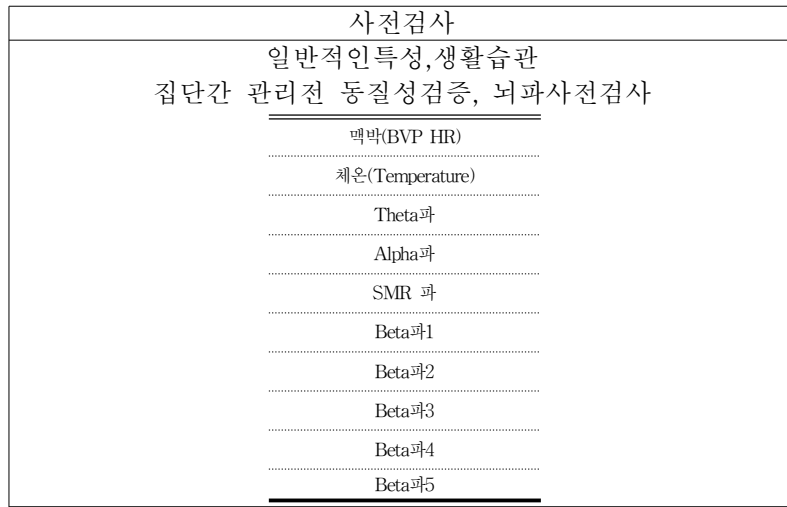 사전검사
일반적인특성,생활습관
집단간 관리전 동질성검증, 뇌파사전검사
맥박(BVP HR)
체온(Temperature)
Theta파
Alpha파
SMR 파
Beta파1
Beta파2
Beta파3
Beta파4
Beta파5